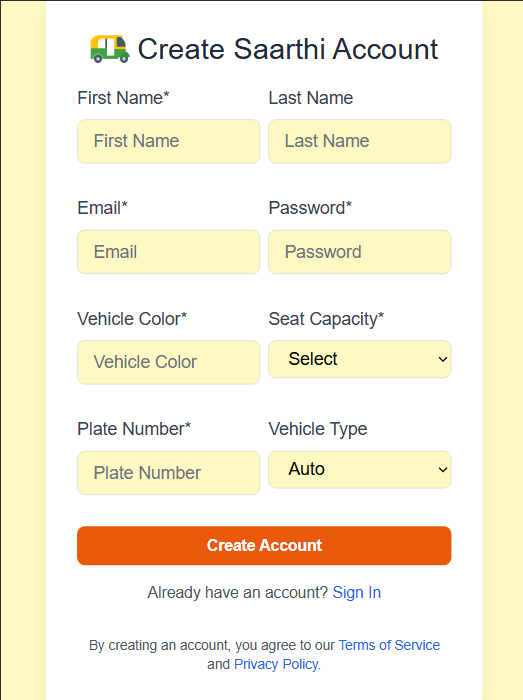 Create Saarthi Account
First Name* Last Name
First Name Last Name
Email* Password*
Email Password
Vehicle Color* Seat Capacity*
Vehicle Color Select
Plate Number* Vehicle Type
Plate Number Auto
Create Account
Already have an account? Sign In
By creating an account, you agree to our Terms of Service
and Privacy Policy.